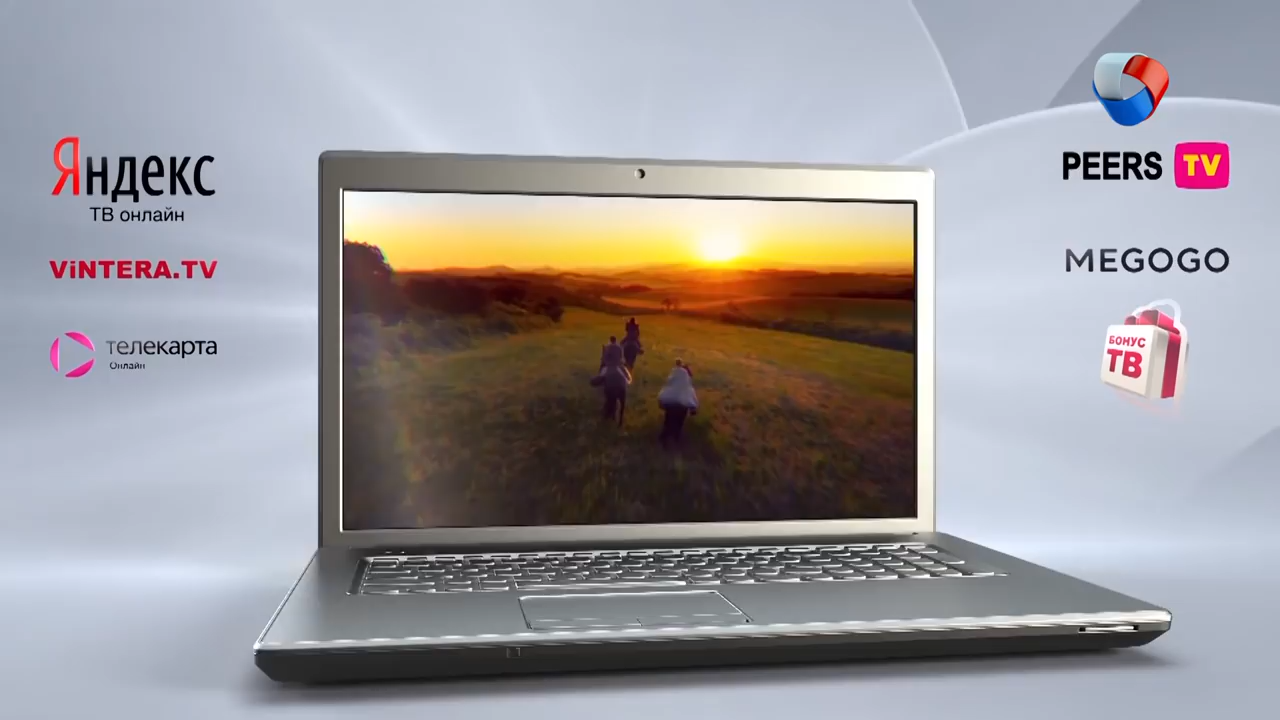 Яндекс
ТВ онлайн
ViNTERA.TV
телекарта
Онлайн
PEERS TV
MEGOGO
БОНУС
ТВ